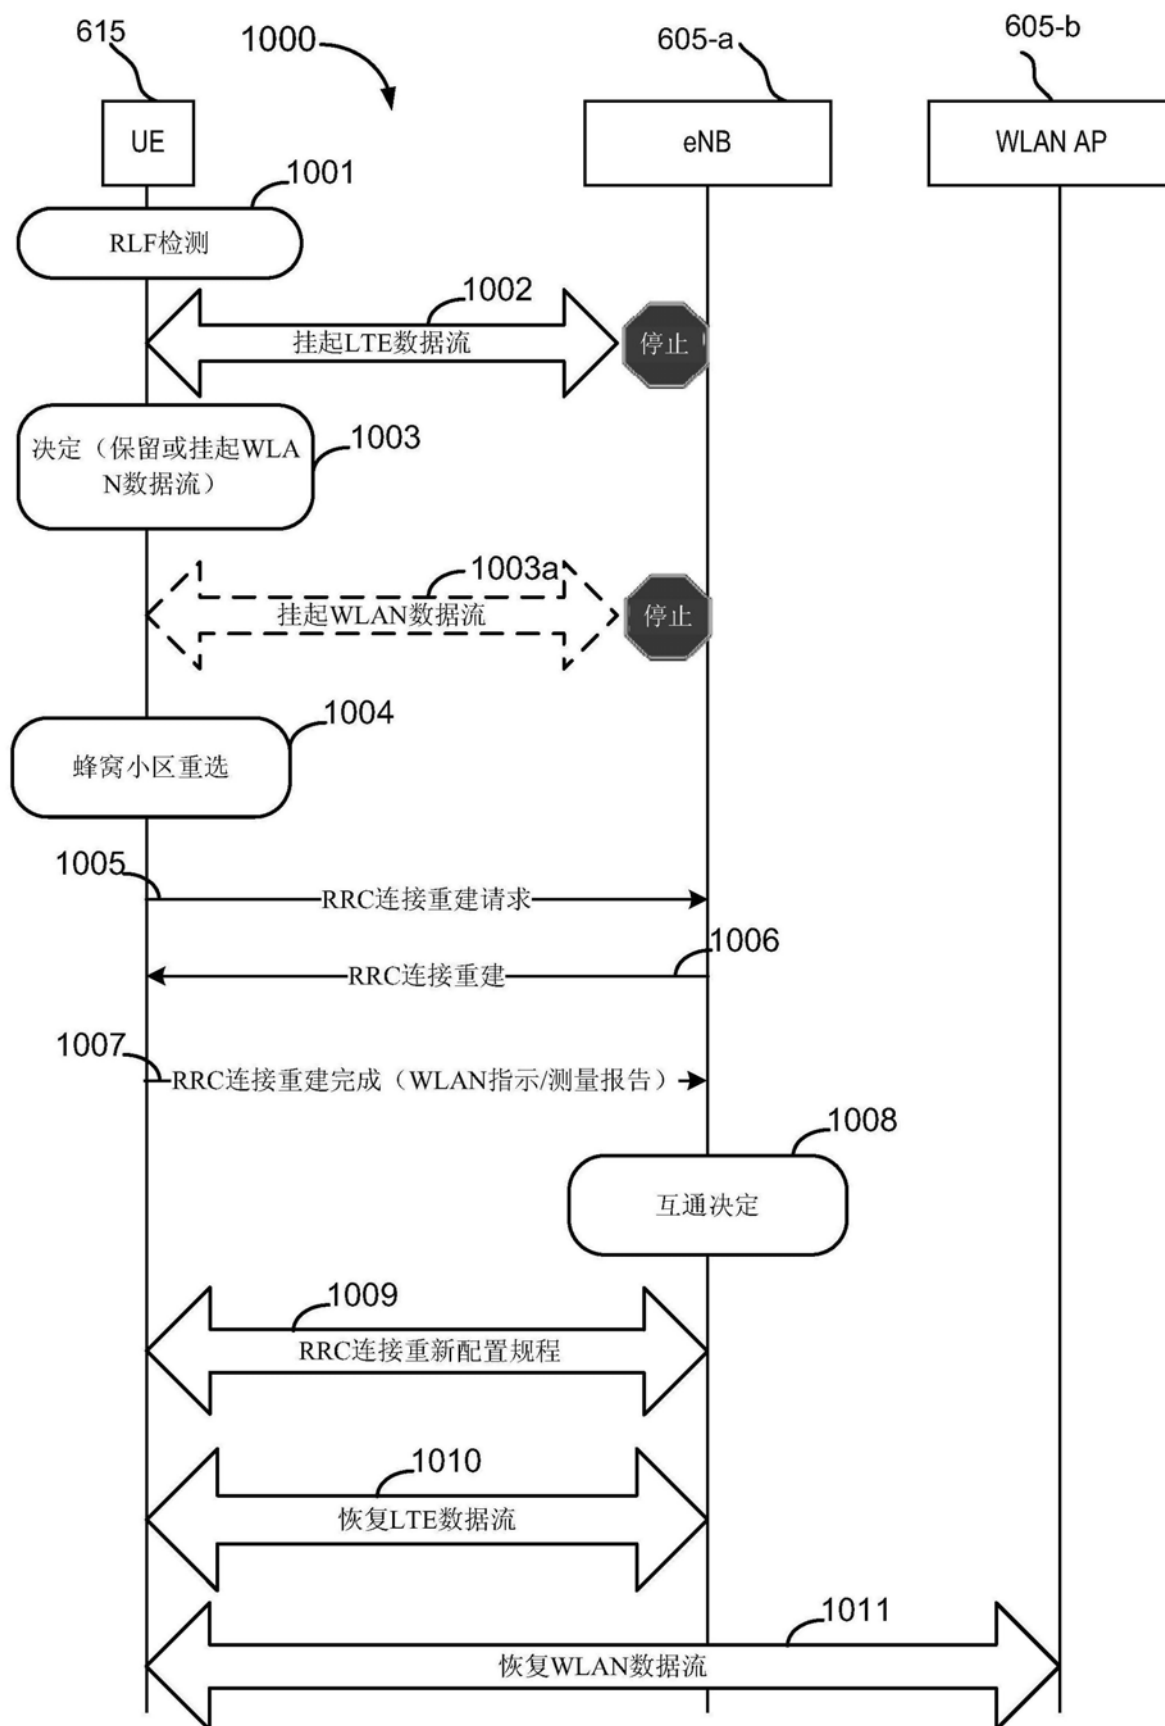 615
1000
605-a
605-b
UE
eNB
WLAN AP
1001
RLF检测
1002
挂起LTE数据流
停止
1003
决定（保留或挂起WLA
N数据流）
1003a
挂起WLAN数据流
停止
1004
蜂窝小区重选
1005
RRC连接重建请求
1006
RRC连接重建
1007
RRC连接重建完成（WLAN指示/测量报告）
1008
互通决定
1009
RRC连接重新配置规程
1010
恢复LTE数据流
1011
恢复WLAN数据流